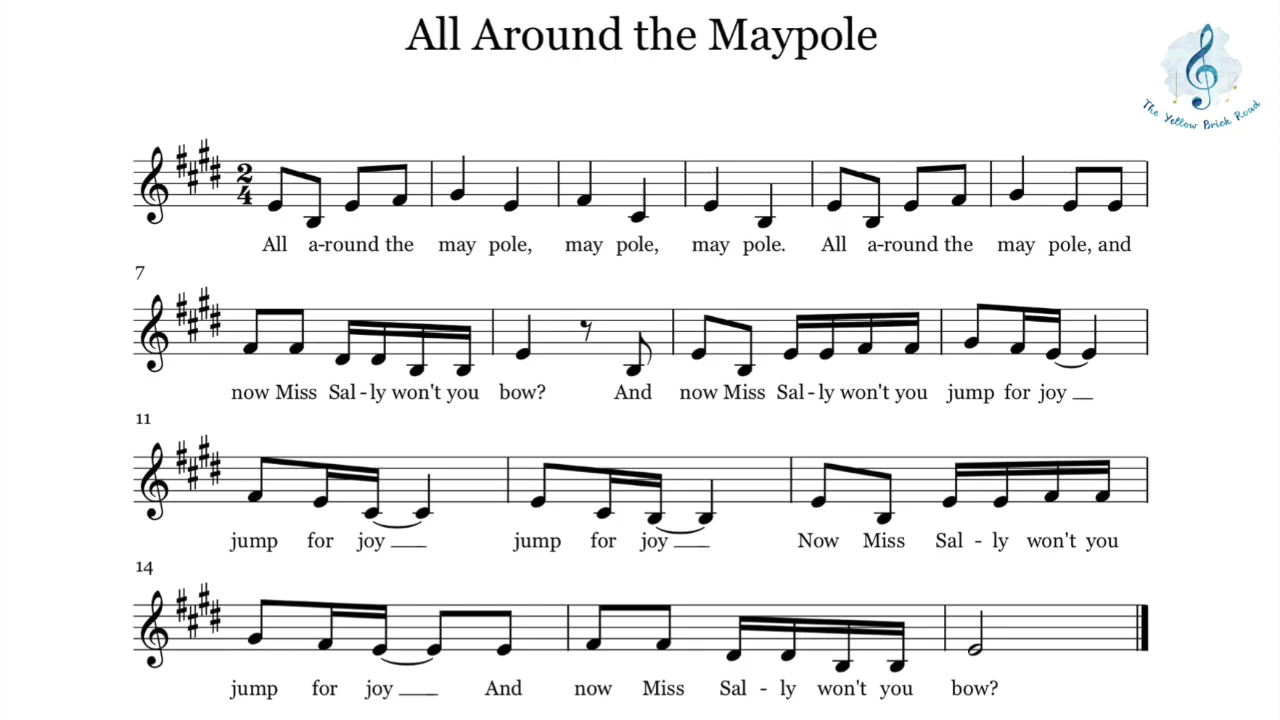 All Around the Maypole
The Yellow Brick Road
2
4
All a-round the may pole, may pole, may pole. All a-round the may pole, and
7
now Miss Sal-ly won't you bow? And now Miss Sal-ly won't you jump for joy
11
jump for joy jump for joy Now Miss Sal - ly won't you
14
jump for joy And now Miss Sal - ly won't you bow?